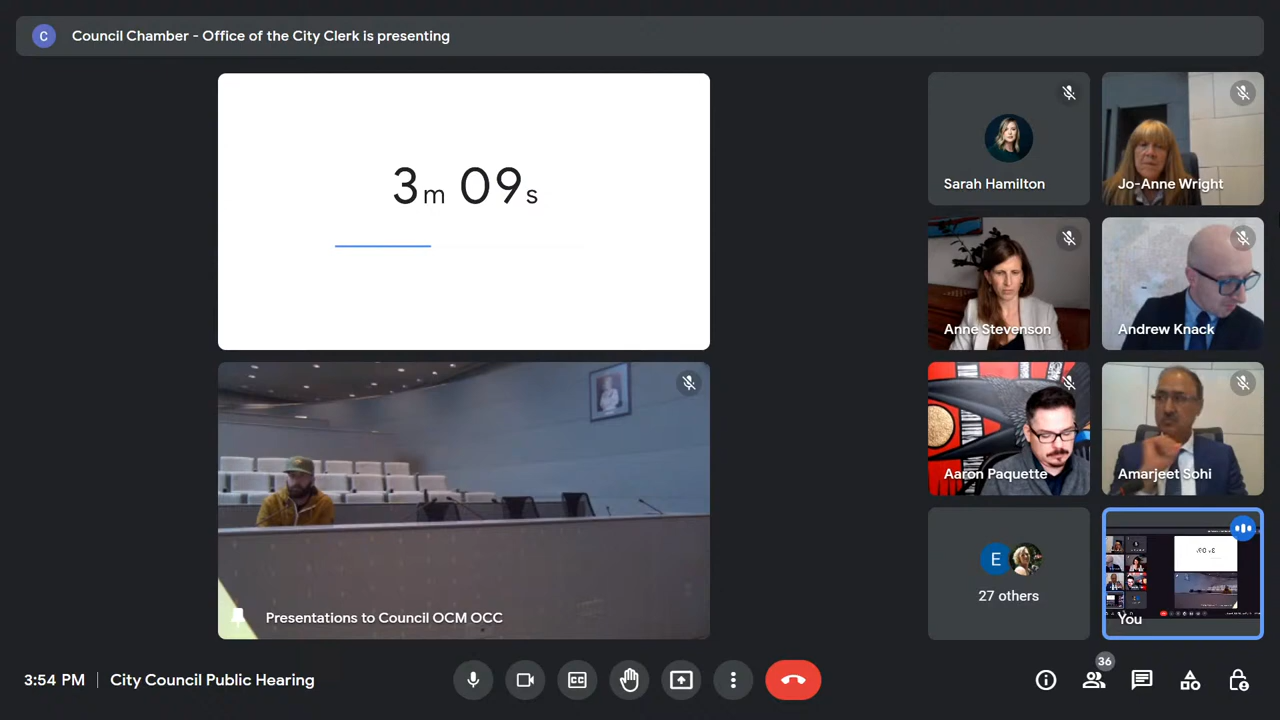 C Council Chamber - Office of the City Clerk is presenting
3m 09s
Sarah Hamilton
Jo-Anne Wright
Anne Stevenson
Andrew Knack
Aaron Paquette
Amarjeet Sohi
Presentations to Council OCM OCC
E
27 others
You
3:54 PM | City Council Public Hearing
CC
36